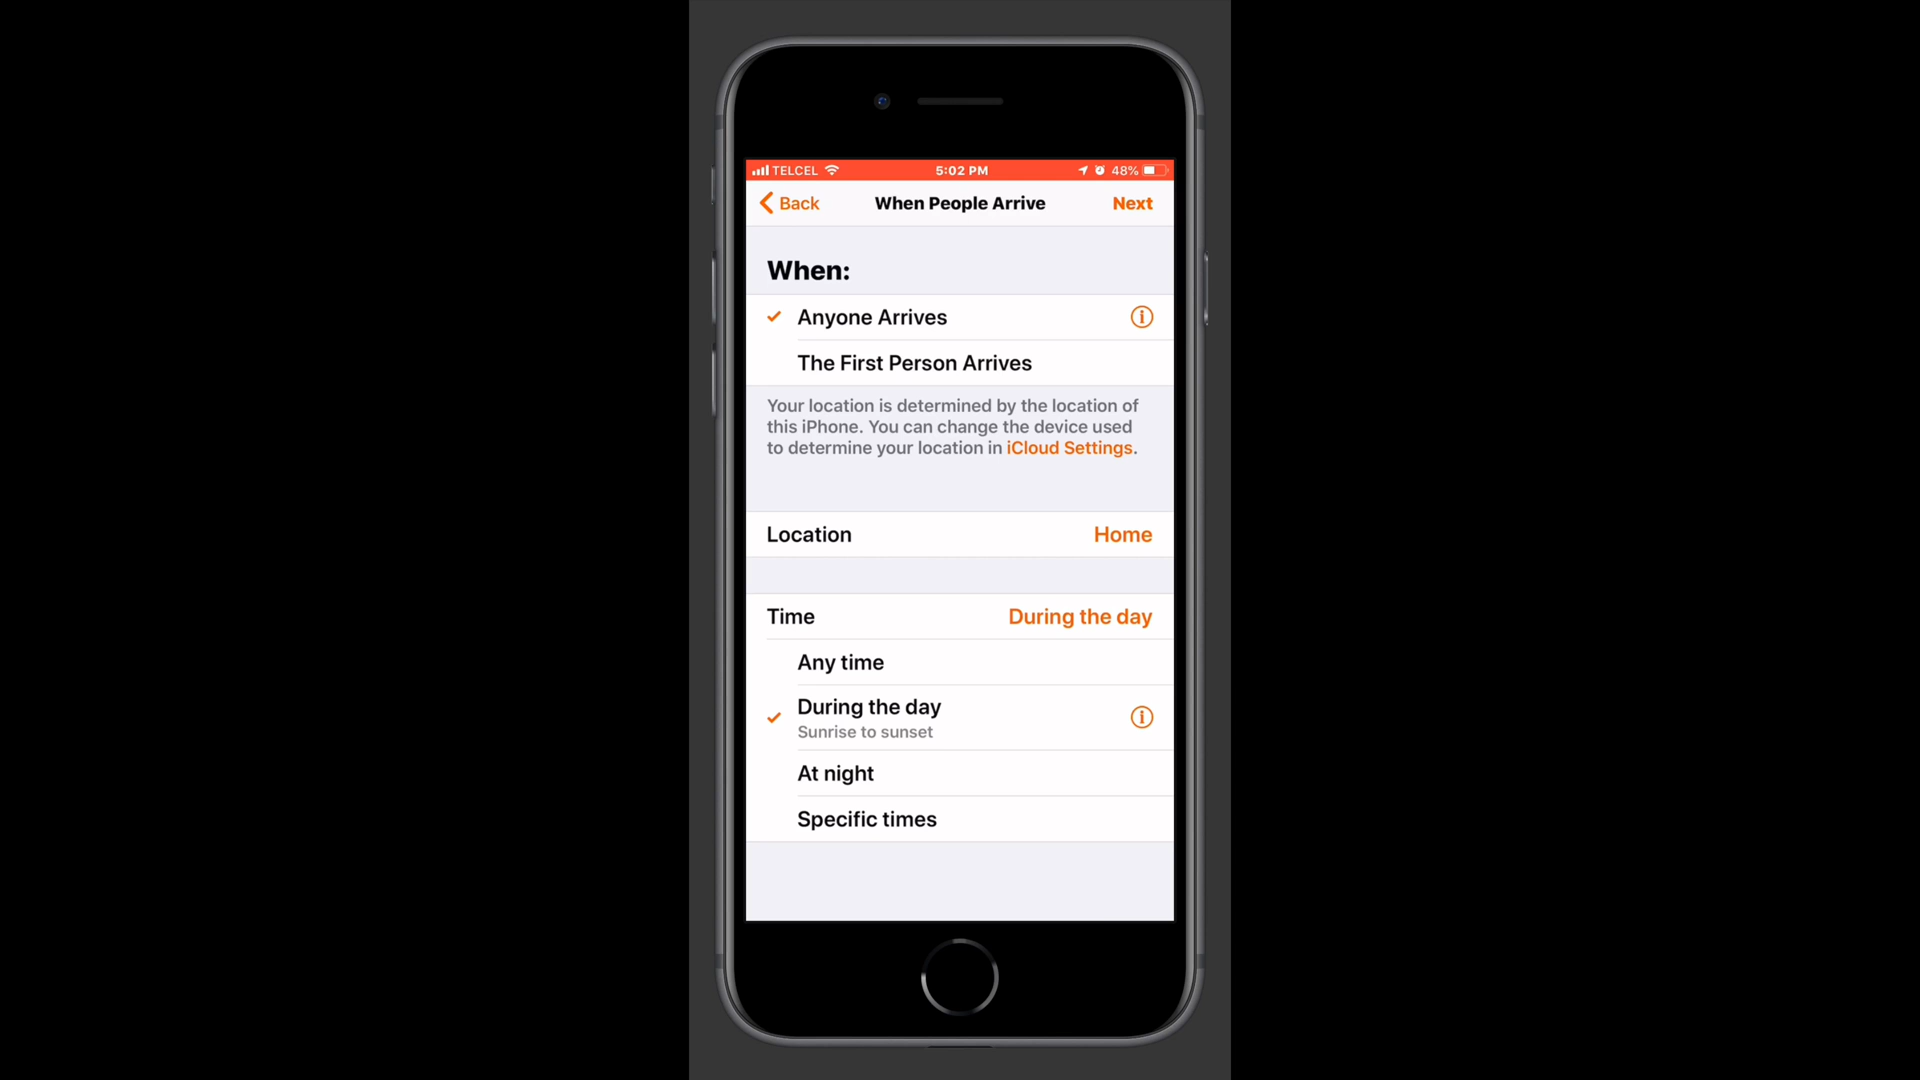 TELCEL 5:02 PM 48%
Back When People Arrive Next
When:
Anyone Arrives
The First Person Arrives
Your location is determined by the location of
this iPhone. You can change the device used
to determine your location in iCloud Settings.
Location Home
Time During the day
Any time
During the day
Sunrise to sunset
At night
Specific times